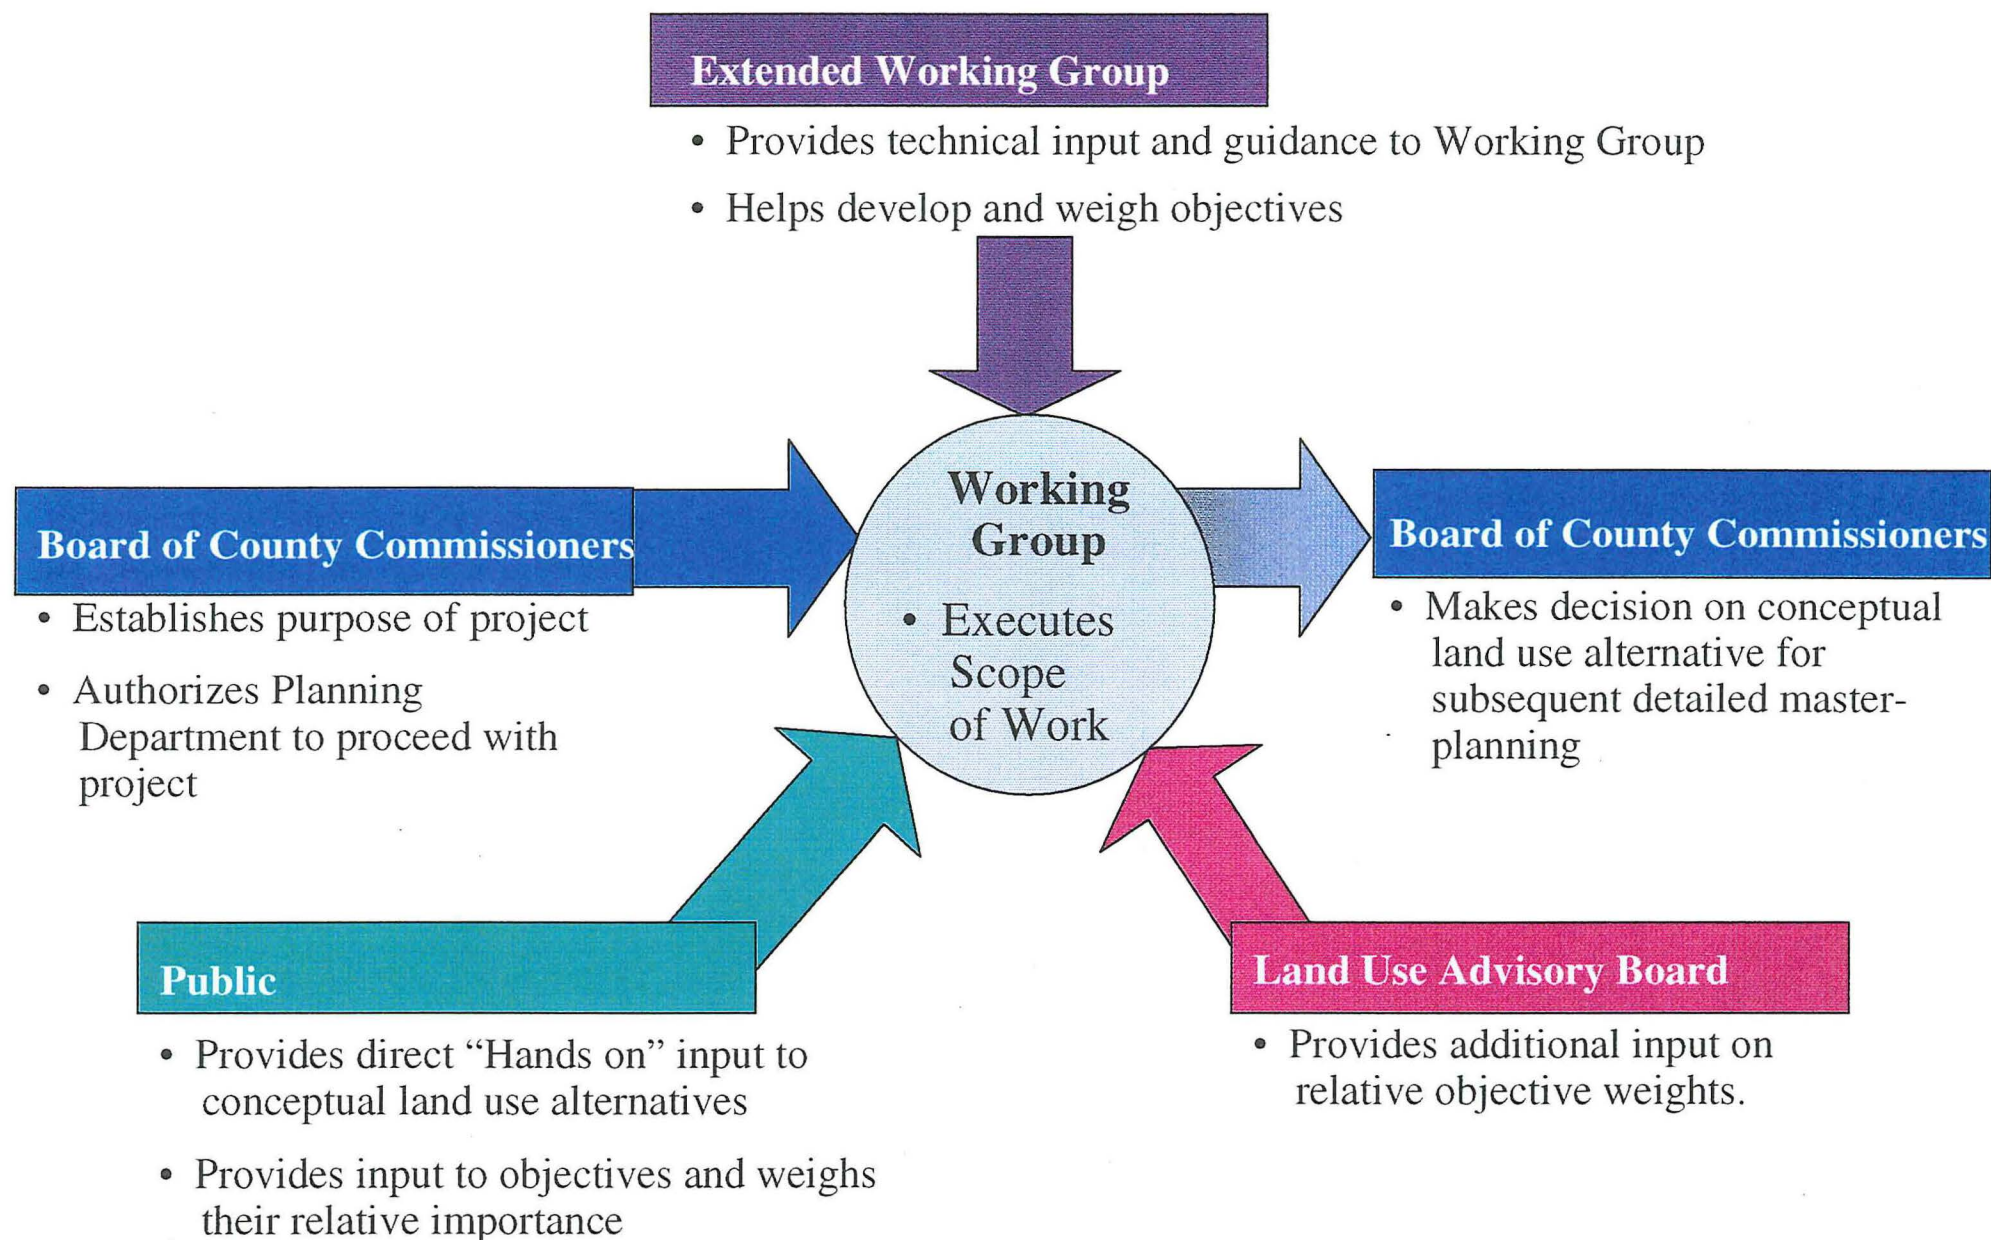 Extended Working Group
• Provides technical input and guidance to Working Group
• Helps develop and weigh objectives
Board of County Commissioners
• Establishes purpose of project
• Authorizes Planning
Department to proceed with
project
Working
Group
• Executes
Scope
of Work
Board of County Commissioners
• Makes decision on conceptual
land use alternative for
subsequent detailed master-
planning
Public
• Provides direct “Hands on” input to
conceptual land use alternatives
• Provides input to objectives and weighs
their relative importance
Land Use Advisory Board
• Provides additional input on
relative objective weights.